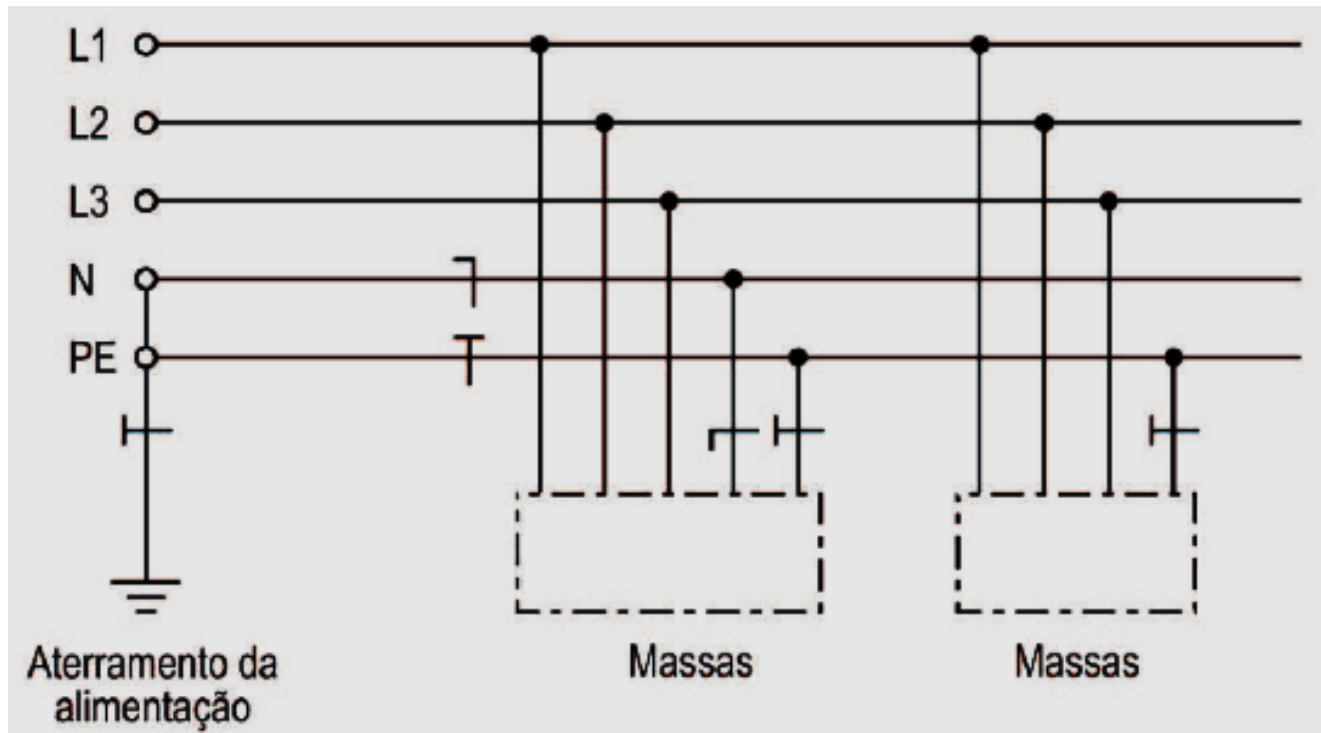 L1
L2
L3
N
PE
Aterramento da
alimentação
Massas
Massas